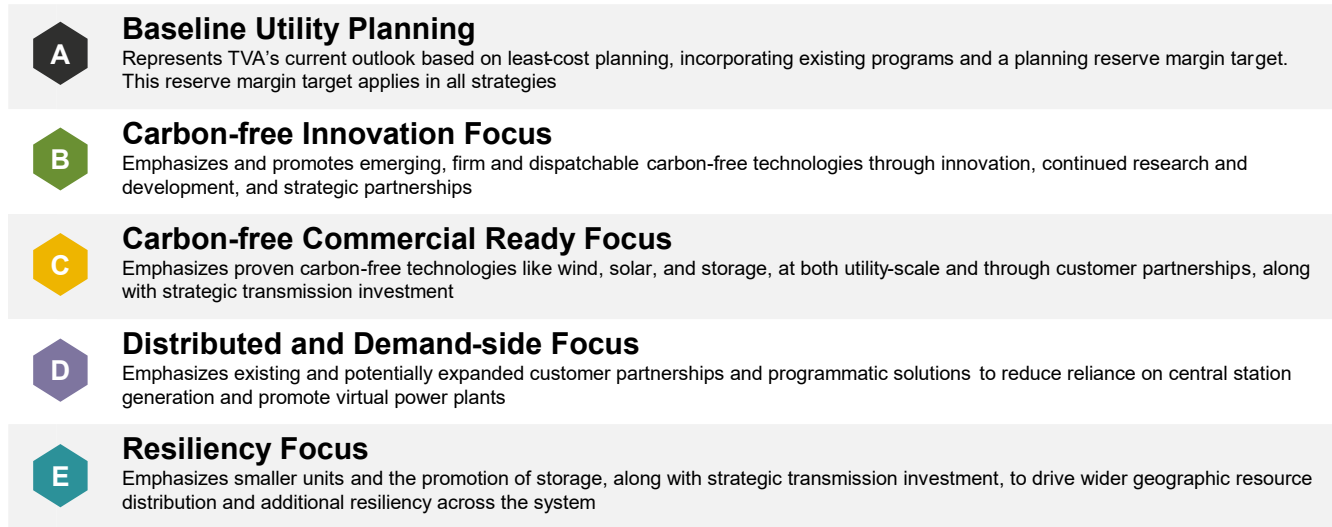 A
Baseline Utility Planning
Represents TVA's current outlook based on least-cost planning, incorporating existing programs and a planning reserve margin target.
This reserve margin target applies in all strategies
B
Carbon-free Innovation Focus
Emphasizes and promotes emerging, firm and dispatchable carbon-free technologies through innovation, continued research and
development, and strategic partnerships
C
Carbon-free Commercial Ready Focus
Emphasizes proven carbon-free technologies like wind, solar, and storage, at both utility-scale and through customer partnerships, along
with strategic transmission investment
D
Distributed and Demand-side Focus
Emphasizes existing and potentially expanded customer partnerships and programmatic solutions to reduce reliance on central station
generation and promote virtual power plants
E
Resiliency Focus
Emphasizes smaller units and the promotion of storage, along with strategic transmission investment, to drive wider geographic resource
distribution and additional resiliency across the system